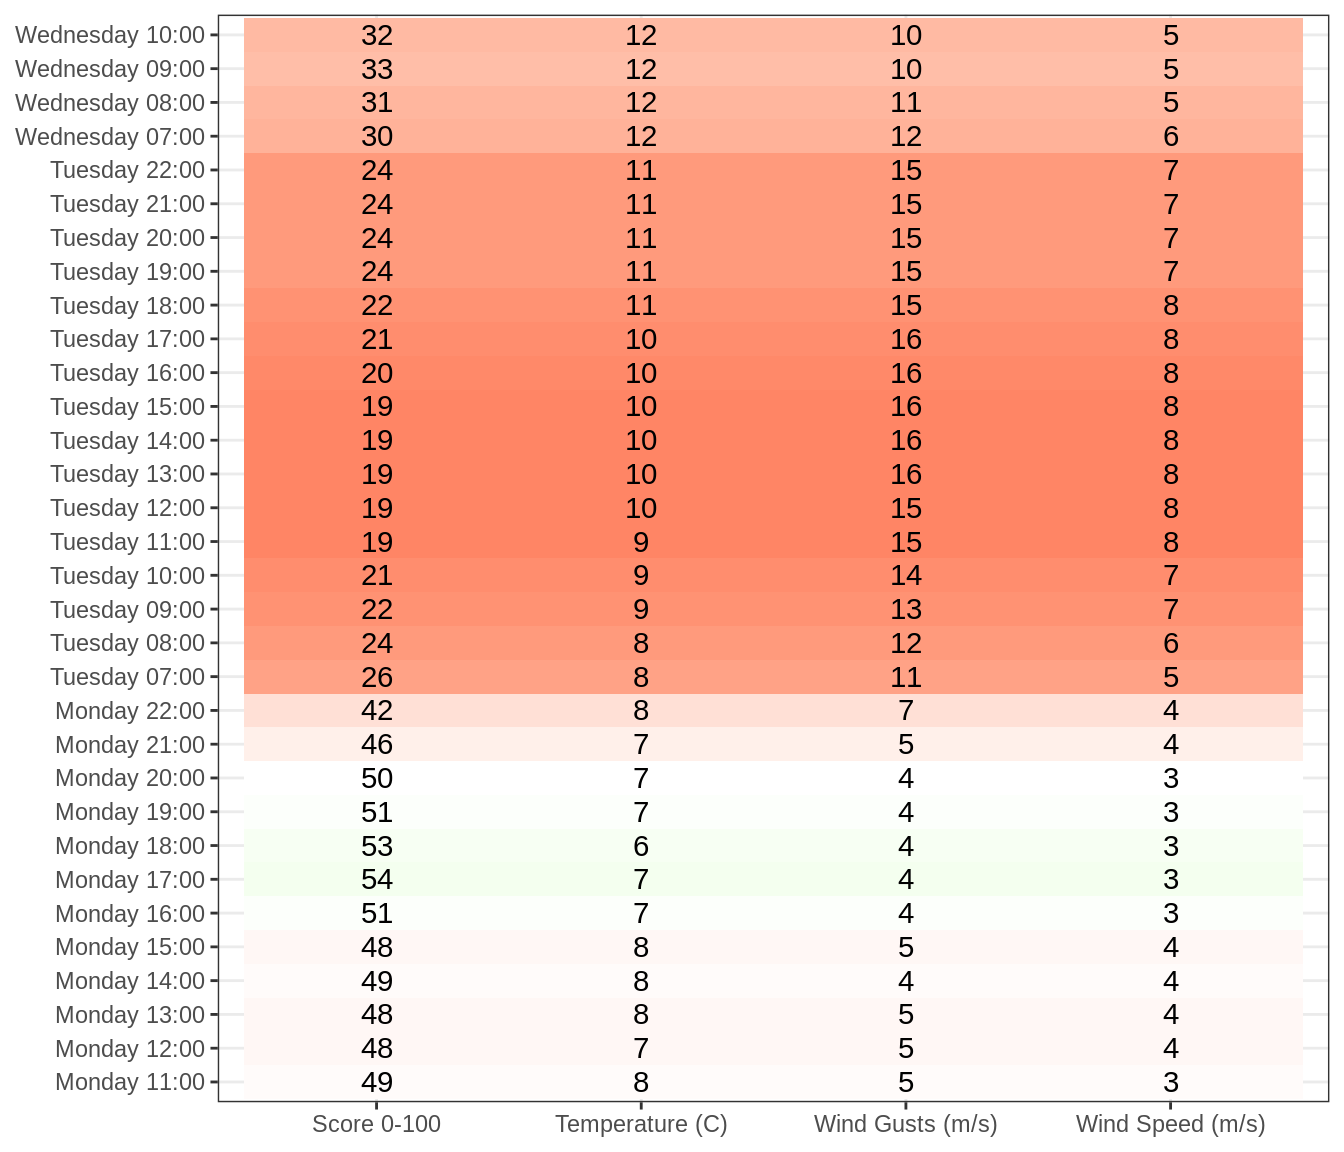 Wednesday 10:00 32 12 10 5
Wednesday 09:00 33 12 10 5
Wednesday 08:00 31 12 11 5
Wednesday 07:00 30 12 12 6
Tuesday 22:00 24 11 15 7
Tuesday 21:00 24 11 15 7
Tuesday 20:00 24 11 15 7
Tuesday 19:00 24 11 15 7
Tuesday 18:00 22 11 15 8
Tuesday 17:00 21 10 16 8
Tuesday 16:00 20 10 16 8
Tuesday 15:00 19 10 16 8
Tuesday 14:00 19 10 16 8
Tuesday 13:00 19 10 16 8
Tuesday 12:00 19 10 15 8
Tuesday 11:00 19 9 15 8
Tuesday 10:00 21 9 14 7
Tuesday 09:00 22 9 13 7
Tuesday 08:00 24 8 12 6
Tuesday 07:00 26 8 11 5
Monday 22:00 42 8 7 4
Monday 21:00 46 7 5 4
Monday 20:00 50 7 4 3
Monday 19:00 51 7 4 3
Monday 18:00 53 6 4 3
Monday 17:00 54 7 4 3
Monday 16:00 51 7 4 3
Monday 15:00 48 8 5 4
Monday 14:00 49 8 4 4
Monday 13:00 48 8 5 4
Monday 12:00 48 7 5 4
Monday 11:00 49 8 5 3
Score 0-100 Temperature (C) Wind Gusts (m/s) Wind Speed (m/s)